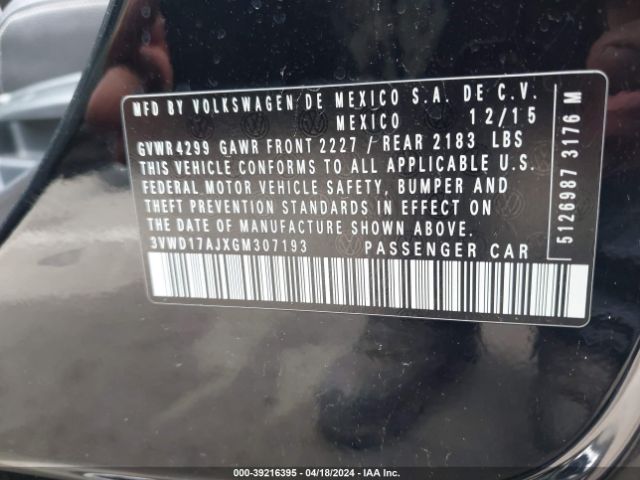 MFD BY VOLKSWAGEN DE MEXICO S.A. DE C.V.
MEXICO 12/15
GVWR4299 GAWR FRONT 2227 / REAR 2183 LBS
THIS VEHICLE CONFORMS TO ALL APPLICABLE U.S.
FEDERAL MOTOR VEHICLE SAFETY, BUMPER AND
THEFT PREVENTION STANDARDS IN EFFECT ON
THE DATE OF MANUFACTURE SHOWN ABOVE.
3VWD17AJXGM307193 PASSENGER CAR
5126987 3176 M
000-39216395 - 04/18/2024 - IAA Inc.